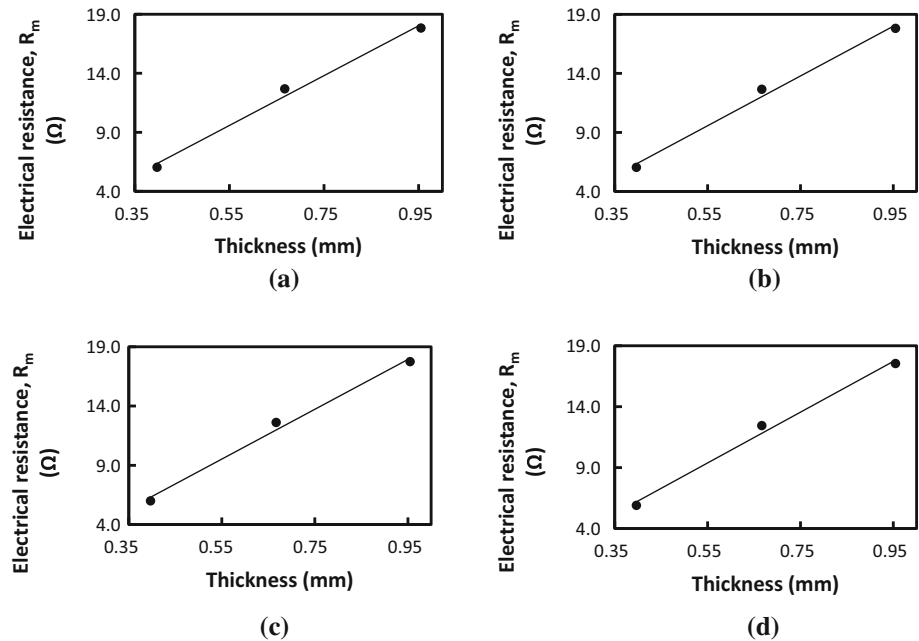 Electrical resistance, Rₘ
(Ω)
19.0
14.0
9.0
4.0
0.35
0.55
0.75
0.95
Thickness (mm)
(a)
Electrical resistance, Rₘ
(Ω)
19.0
14.0
9.0
4.0
0.35
0.55
0.75
0.95
Thickness (mm)
(b)
Electrical resistance, Rₘ
(Ω)
19.0
14.0
9.0
4.0
0.35
0.55
0.75
0.95
Thickness (mm)
(c)
Electrical resistance, Rₘ
(Ω)
19.0
14.0
9.0
4.0
0.35
0.55
0.75
0.95
Thickness (mm)
(d)